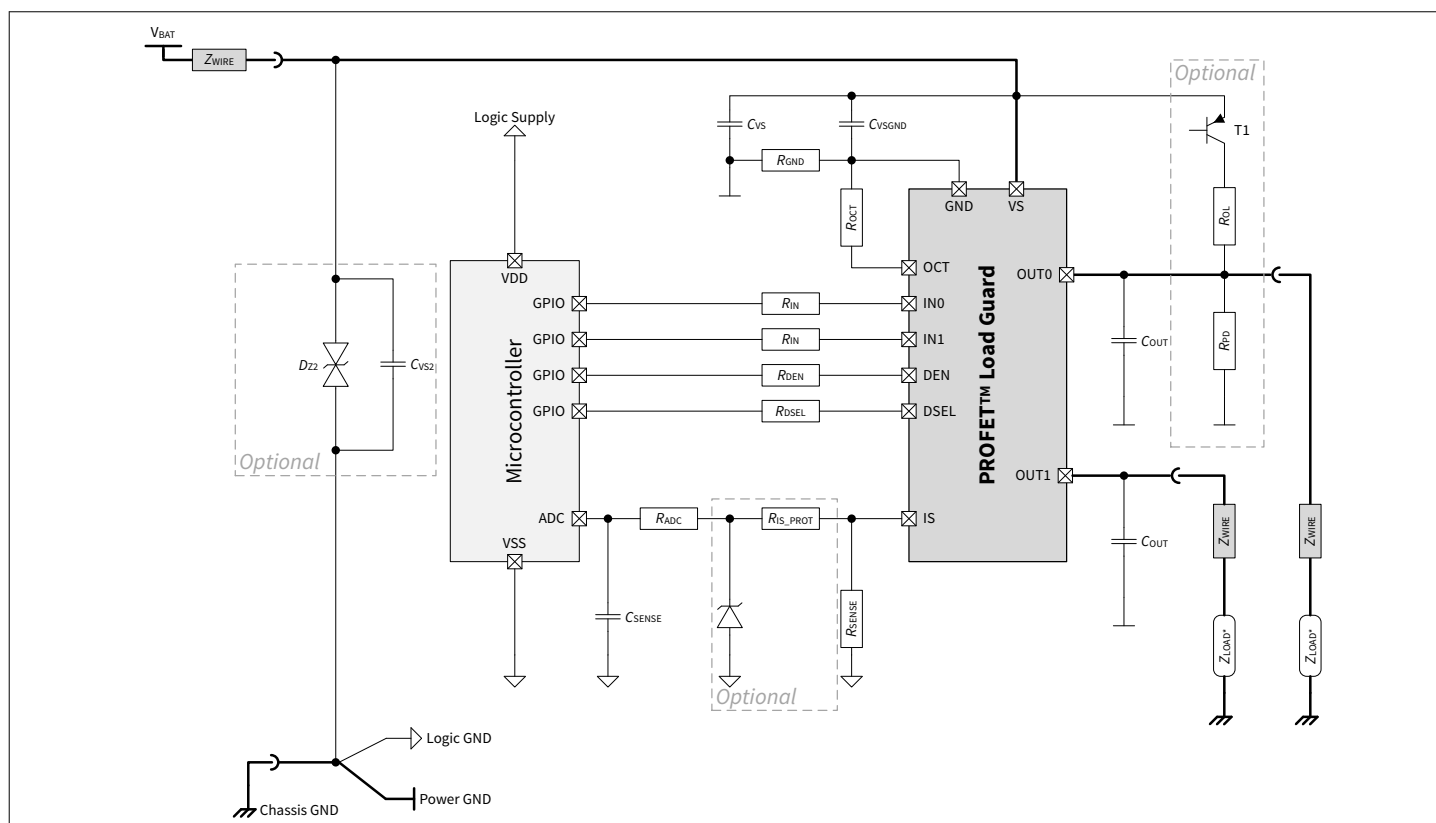 VBAT
ZWIRE
Optional
Logic Supply
CVS
CVSGND
T1
RGND
ROCT
GND
VS
ROL
OCT
VDD
OUT0
GPIO
RIN
IN0
GPIO
RIN
IN1
COUT
RPD
DZ2
CVS2
GPIO
RDEN
DEN
GPIO
RDSEL
DSEL
Optional
Microcontroller
PROFET™ Load Guard
OUT1
ADC
RADC
RIS_PROT
IS
VSS
COUT
ZWIRE
ZWIRE
CSENSE
RSENSE
ZLOAD*
ZLOAD*
Optional
Logic GND
Power GND
Chassis GND